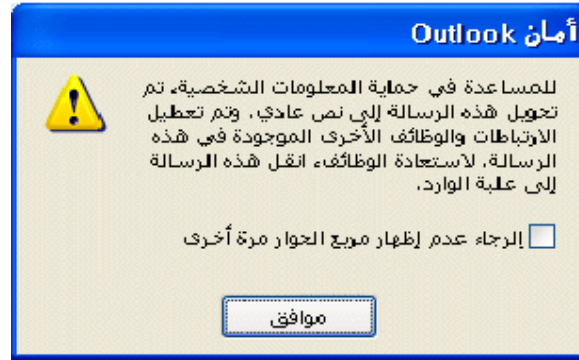 أمان Outlook
للمساعدة في حماية المعلومات الشخصية، تم
تحويل هذه الرسالة إلى نص عادي. وتم تعطيل
الارتباطات والوظائف الأخرى الموجودة في هذه
الرسالة. لاستعادة الوظائف، انقل هذه الرسالة
إلى علبة الوارد.
الرجاء عدم إظهار مربع الحوار مرة أخرى
موافق